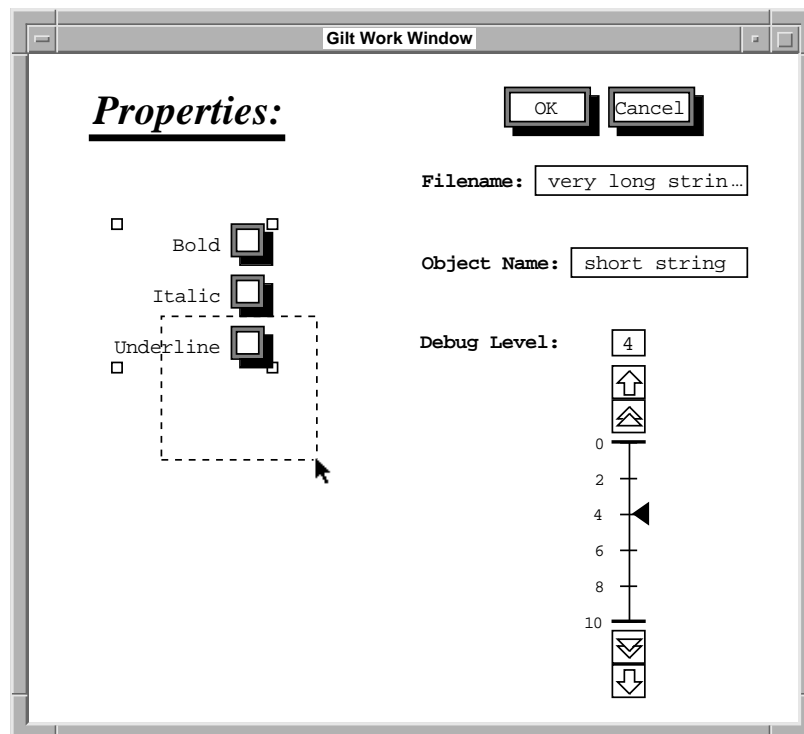 Gilt Work Window
Properties:
OK
Cancel
Filename: very long strin...
Bold
Object Name: short string
Italic
Underline
Debug Level: 4
0
2
4
6
8
10